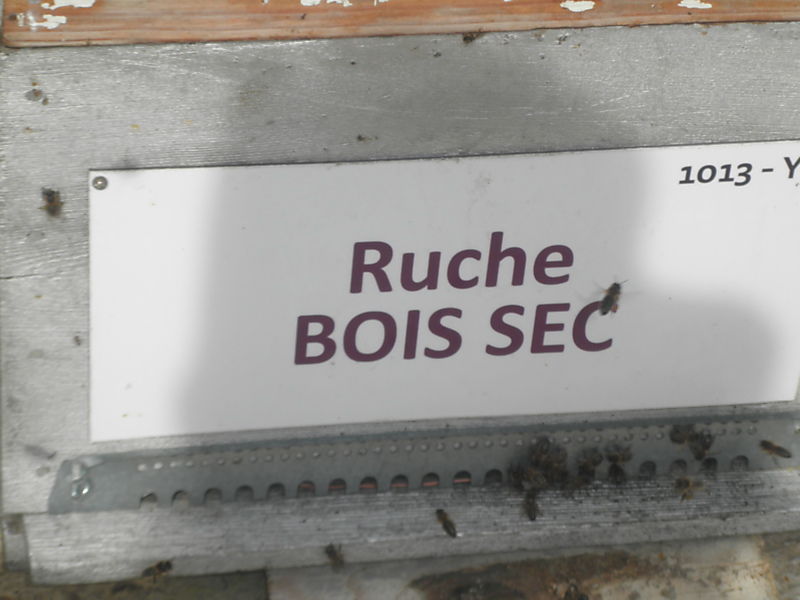 1013 - Y
Ruche
BOIS SEC